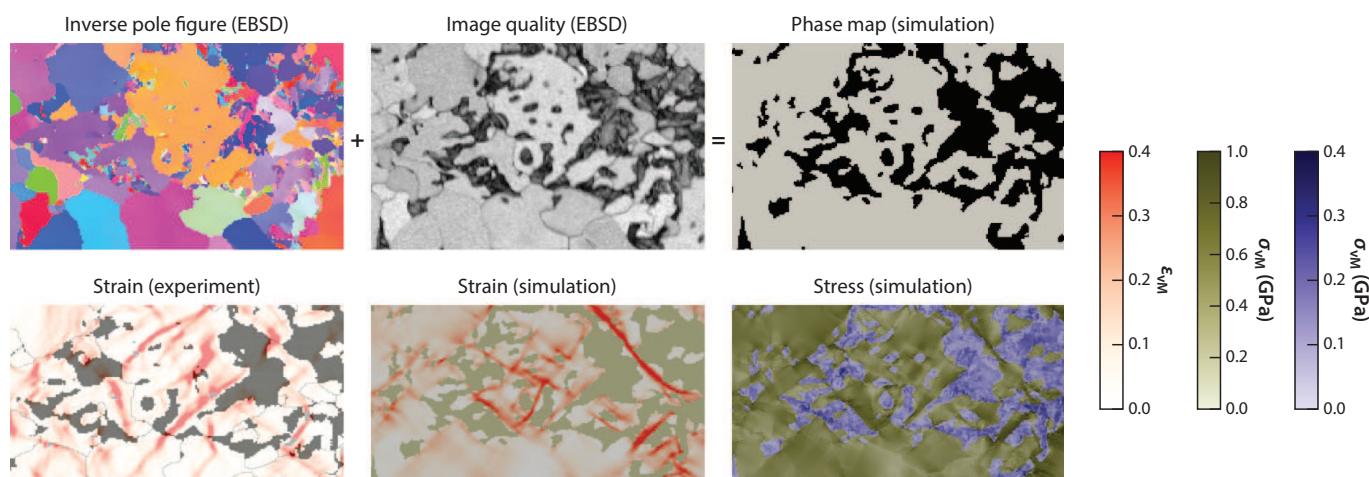 Inverse pole figure (EBSD)
Image quality (EBSD)
Phase map (simulation)
+
=
Strain (experiment)
Strain (simulation)
Stress (simulation)
0.4
0.3
0.2
0.1
0.0
εvM
1.0
0.8
0.6
0.4
0.2
0.0
σvM (GPa)
0.4
0.3
0.2
0.1
0.0
σvM (GPa)